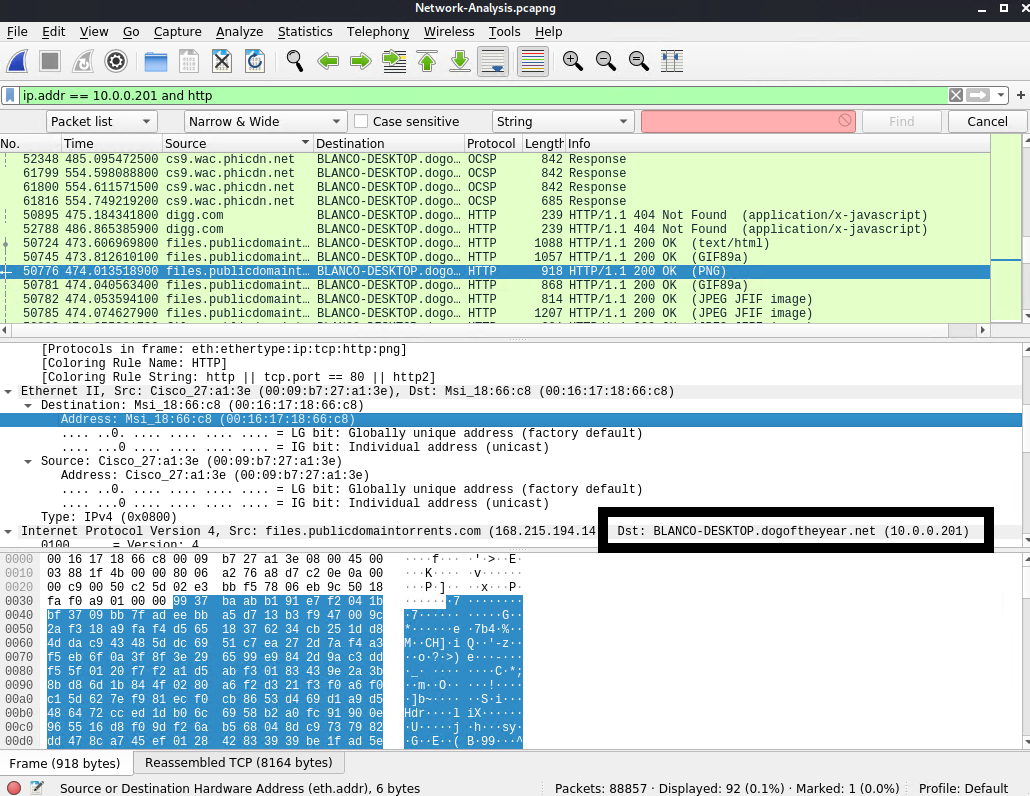 Network-Analysis.pcapng
File Edit View Go Capture Analyze Statistics Telephony Wireless Tools Help
ip.addr == 10.0.0.201 and http
Packet list Narrow & Wide Case sensitive String Find Cancel
No. Time Source Destination Protocol Length Info
52348 485.095472500 cs9.wac.phicdn.net BLANCO-DESKTOP.dogo… OCSP 842 Response
61799 554.598088800 cs9.wac.phicdn.net BLANCO-DESKTOP.dogo… OCSP 842 Response
61800 554.611571500 cs9.wac.phicdn.net BLANCO-DESKTOP.dogo… OCSP 842 Response
61816 554.749219200 cs9.wac.phicdn.net BLANCO-DESKTOP.dogo… OCSP 685 Response
50895 475.184341800 digg.com BLANCO-DESKTOP.dogo… HTTP 239 HTTP/1.1 404 Not Found (application/x-javascript)
52788 486.865385900 digg.com BLANCO-DESKTOP.dogo… HTTP 239 HTTP/1.1 404 Not Found (application/x-javascript)
50724 473.606969800 files.publicdomaint… BLANCO-DESKTOP.dogo… HTTP 1088 HTTP/1.1 200 OK (text/html)
50745 473.812610100 files.publicdomaint… BLANCO-DESKTOP.dogo… HTTP 1057 HTTP/1.1 200 OK (GIF89a)
50776 474.013518900 files.publicdomaint… BLANCO-DESKTOP.dogo… HTTP 918 HTTP/1.1 200 OK (PNG)
50781 474.040563400 files.publicdomaint… BLANCO-DESKTOP.dogo… HTTP 868 HTTP/1.1 200 OK (GIF89a)
50782 474.053594100 files.publicdomaint… BLANCO-DESKTOP.dogo… HTTP 814 HTTP/1.1 200 OK (JPEG JFIF image)
50785 474.074627900 files.publicdomaint… BLANCO-DESKTOP.dogo… HTTP 1207 HTTP/1.1 200 OK (JPEG JFIF image)
[Protocols in frame: eth:ethertype:ip:tcp:http:png]
[Coloring Rule Name: HTTP]
[Coloring Rule String: http || tcp.port == 80 || http2]
Ethernet II, Src: Cisco_27:a1:3e (00:09:b7:27:a1:3e), Dst: Msi_18:66:c8 (00:16:17:18:66:c8)
Destination: Msi_18:66:c8 (00:16:17:18:66:c8)
Address: Msi_18:66:c8 (00:16:17:18:66:c8)
.... ..0. .... .... .... .... = LG bit: Globally unique address (factory default)
.... ...0 .... .... .... .... = IG bit: Individual address (unicast)
Source: Cisco_27:a1:3e (00:09:b7:27:a1:3e)
Address: Cisco_27:a1:3e (00:09:b7:27:a1:3e)
.... ..0. .... .... .... .... = LG bit: Globally unique address (factory default)
.... ...0 .... .... .... .... = IG bit: Individual address (unicast)
Type: IPv4 (0x0800)
Internet Protocol Version 4, Src: files.publicdomaintorrents.com (168.215.194.14 Dst: BLANCO-DESKTOP.dogoftheyear.net (10.0.0.201)
0100 .... = Version: 4
0000 00 16 17 18 66 c8 00 09 b7 27 a1 3e 08 00 45 00 ····f··· ·'·>··E·
0010 03 88 1f 4b 00 00 80 06 a2 76 a8 d7 c2 0e 0a 00 ···K···· ·v······
0020 00 c9 00 50 c2 5d 02 e3 bb f5 78 06 eb 9c 50 18 ···P·]·· ··x···P·
0030 fa f0 a9 01 00 00 99 37 ba ab b1 91 e7 f2 04 1b ·······7 ········
0040 bf 37 09 bb 7f ad ee bb a5 d7 13 b3 f9 47 00 9c ·7······ ·····G··
0050 2a f3 18 a9 fa f4 d5 65 18 37 62 34 cb 25 1d d8 *······e ·7b4·%··
0060 4d da c9 43 48 5d dc 69 51 c7 ea 27 2d 7a f4 a3 M··CH]·i Q··'-z··
0070 f5 eb 6f 0a 3f 8f 3e 29 65 99 e9 84 2d 9a c3 dd ··o·?·>) e···-···
0080 f5 5f 01 20 f7 f2 a1 d5 ab f3 01 83 43 9e 2a 3b ·_· ···· ····C·*;
0090 8b d8 6d 1b 84 4f 02 80 a6 f2 d3 21 f3 f0 a6 f0 ··m··O·· ···!····
00a0 c1 5d 62 7e f9 81 ec f0 cb 86 53 d4 69 d1 a9 d5 ·]b~···· ··S·i···
00b0 48 64 72 cc ed 1d b0 6c 69 58 b2 a0 fc 91 90 0e Hdr····l iX······
00c0 96 55 16 d8 f0 9d f2 6a b5 68 04 8d c9 73 79 82 ·U·····j ·h···sy·
00d0 dd 47 8c a7 45 ef 01 28 42 83 39 39 be 1f ad 5e ·G··E··( B·99···^
Frame (918 bytes) Reassembled TCP (8164 bytes)
Source or Destination Hardware Address (eth.addr), 6 bytes Packets: 88857 · Displayed: 92 (0.1%) · Marked: 1 (0.0%) Profile: Default